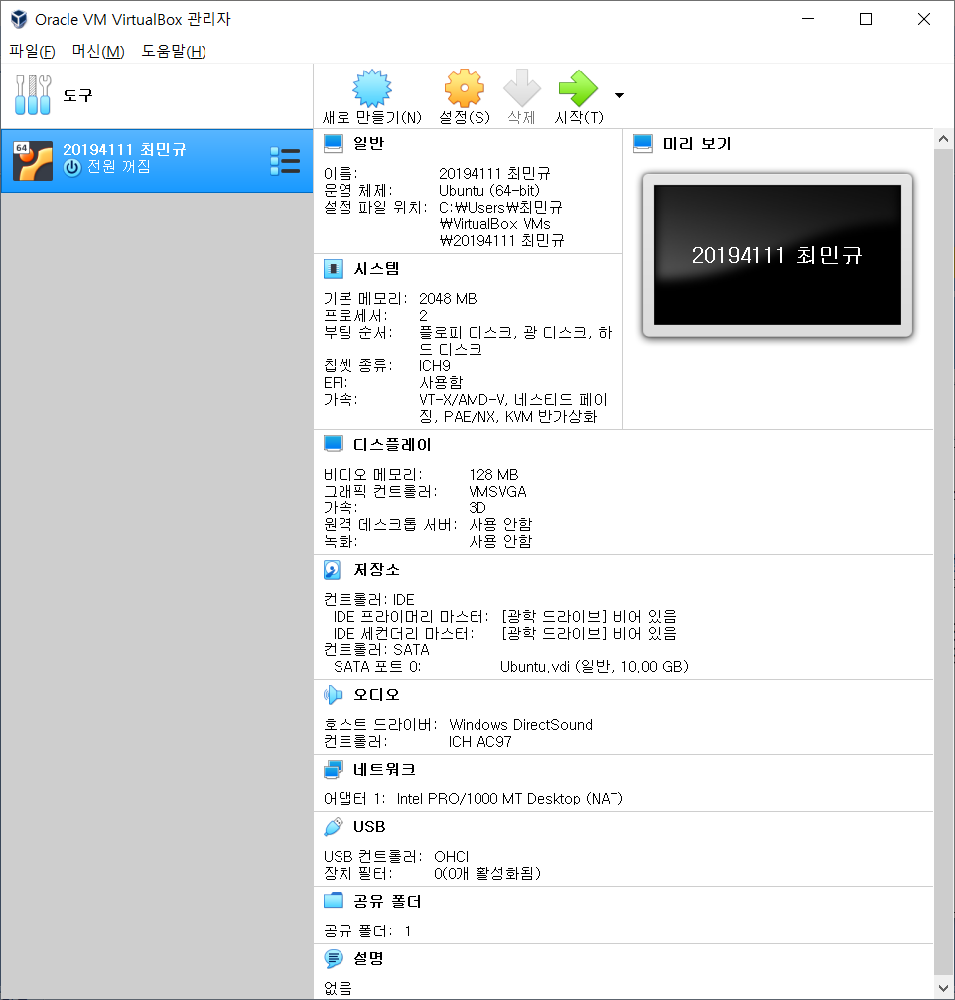 Oracle VM VirtualBox 관리자
파일(F) 머신(M) 도움말(H)
도구
새로 만들기(N) 설정(S) 삭제 시작(T)
64
20194111 최민규
전원 꺼짐
일반
이름: 20194111 최민규
운영 체제: Ubuntu (64-bit)
설정 파일 위치: C:₩Users₩최민규
₩VirtualBox VMs
₩20194111 최민규
미리 보기
20194111 최민규
시스템
기본 메모리: 2048 MB
프로세서: 2
부팅 순서: 플로피 디스크, 광 디스크, 하
드 디스크
칩셋 종류: ICH9
EFI: 사용함
가속: VT-X/AMD-V, 네스티드 페이
징, PAE/NX, KVM 반가상화
디스플레이
비디오 메모리: 128 MB
그래픽 컨트롤러: VMSVGA
가속: 3D
원격 데스크톱 서버: 사용 안함
녹화: 사용 안함
저장소
컨트롤러: IDE
IDE 프라이머리 마스터: [광학 드라이브] 비어 있음
IDE 세컨더리 마스터: [광학 드라이브] 비어 있음
컨트롤러: SATA
SATA 포트 0: Ubuntu.vdi (일반, 10.00 GB)
오디오
호스트 드라이버: Windows DirectSound
컨트롤러: ICH AC97
네트워크
어댑터 1: Intel PRO/1000 MT Desktop (NAT)
USB
USB 컨트롤러: OHCI
장치 필터: 0(0개 활성화됨)
공유 폴더
공유 폴더: 1
설명
없음